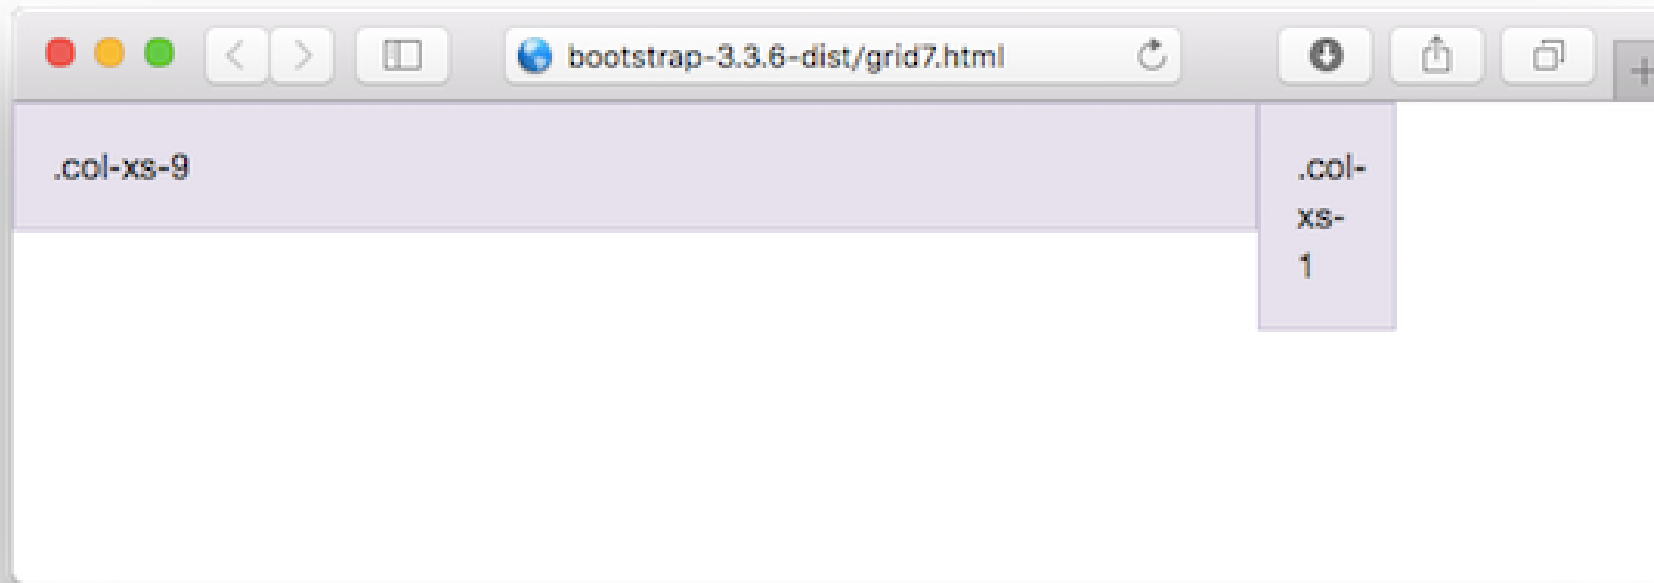 bootstrap-3.3.6-dist/grid7.html
.col-xs-9
.col-
xs-
1